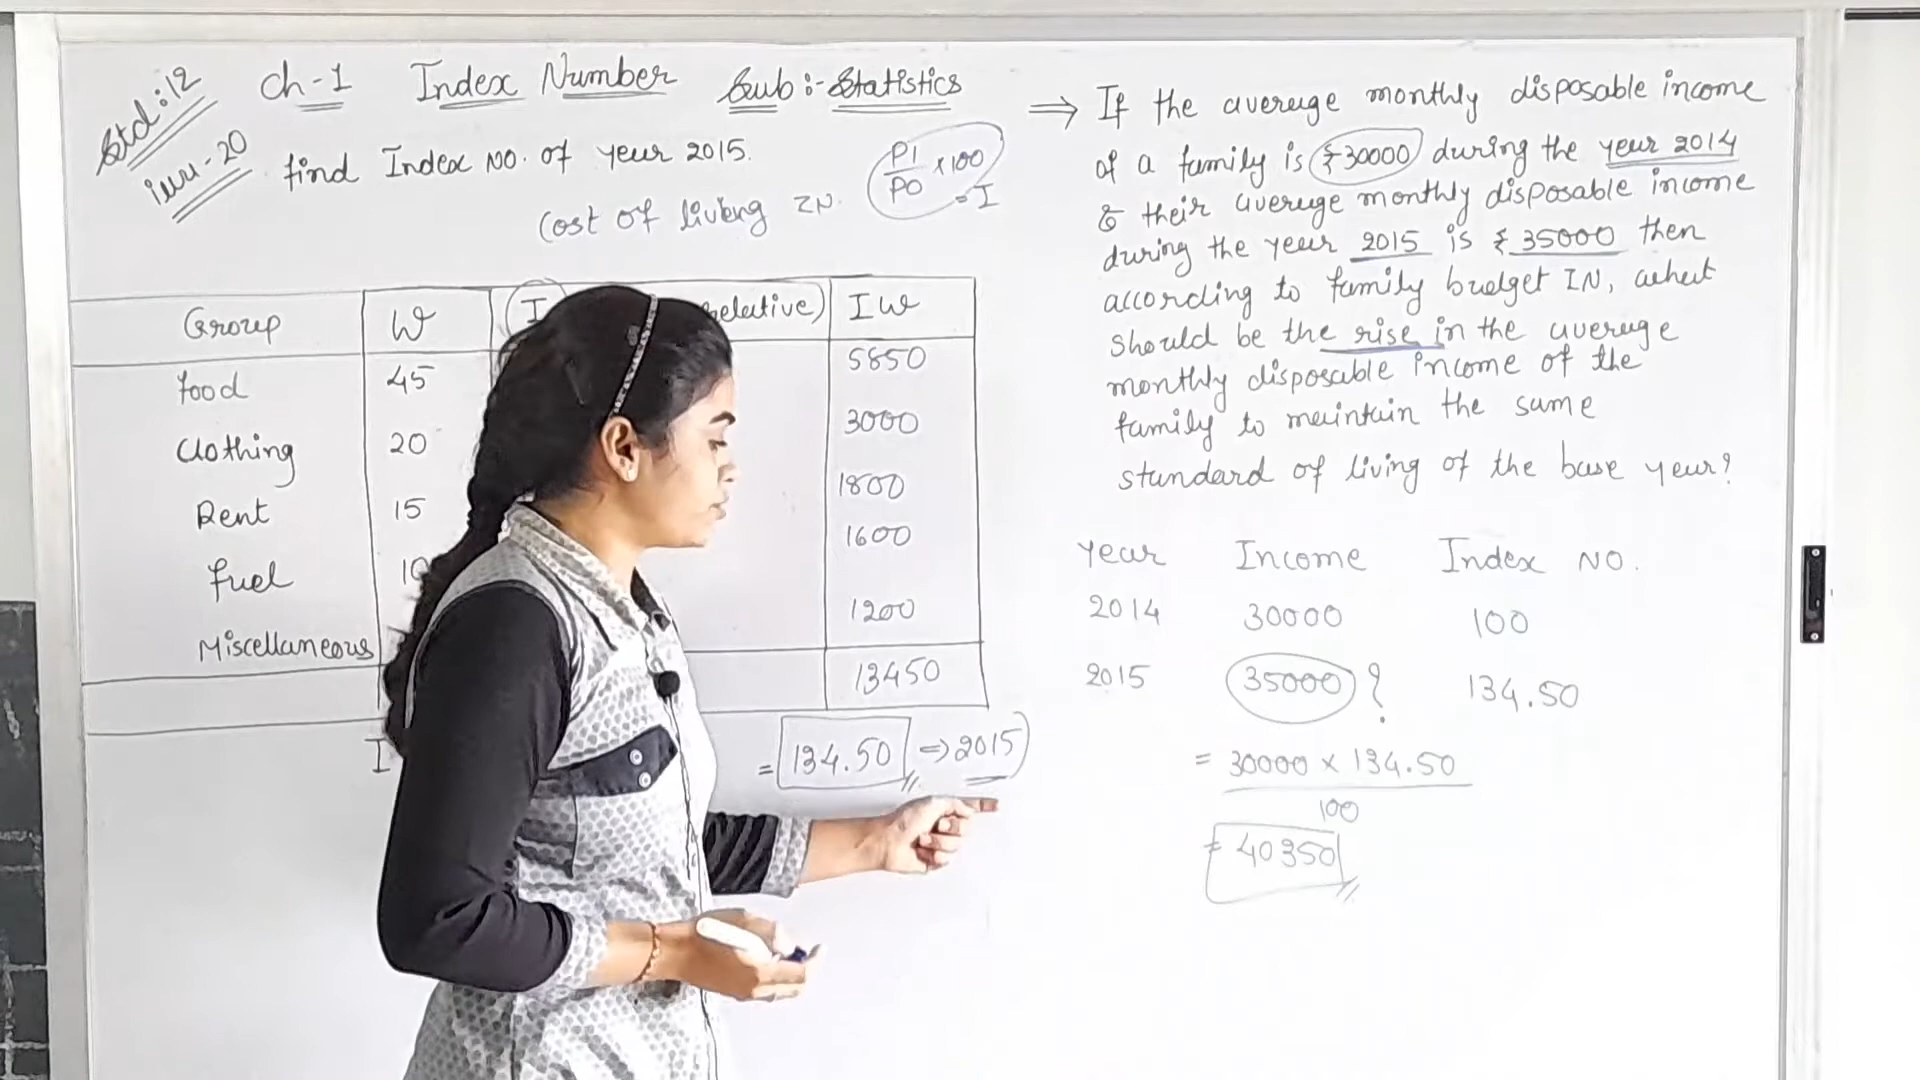 Std:12
imu-20
Ch-1 Index Number Sub:-Statistics
find Index NO. of year 2015.
P1
P0 ×100
= I
Cost of living IN.
Group W I Relative) IW
food 45 5850
Clothing 20 3000
Rent 15 1800
fuel 10 1600
Miscellaneous 1200
13450
I = 134.50 ⇒ 2015
⇒ If the average monthly disposable income
of a family is ₹30000 during the year 2014
& their average monthly disposable income
during the year 2015 is ₹35000 then
according to family budget IN, what
should be the rise in the average
monthly disposable income of the
family to maintain the same
standard of living of the base year?
Year Income Index NO.
2014 30000 100
2015 35000 ? 134.50
= 30000 × 134.50
100
= 40350